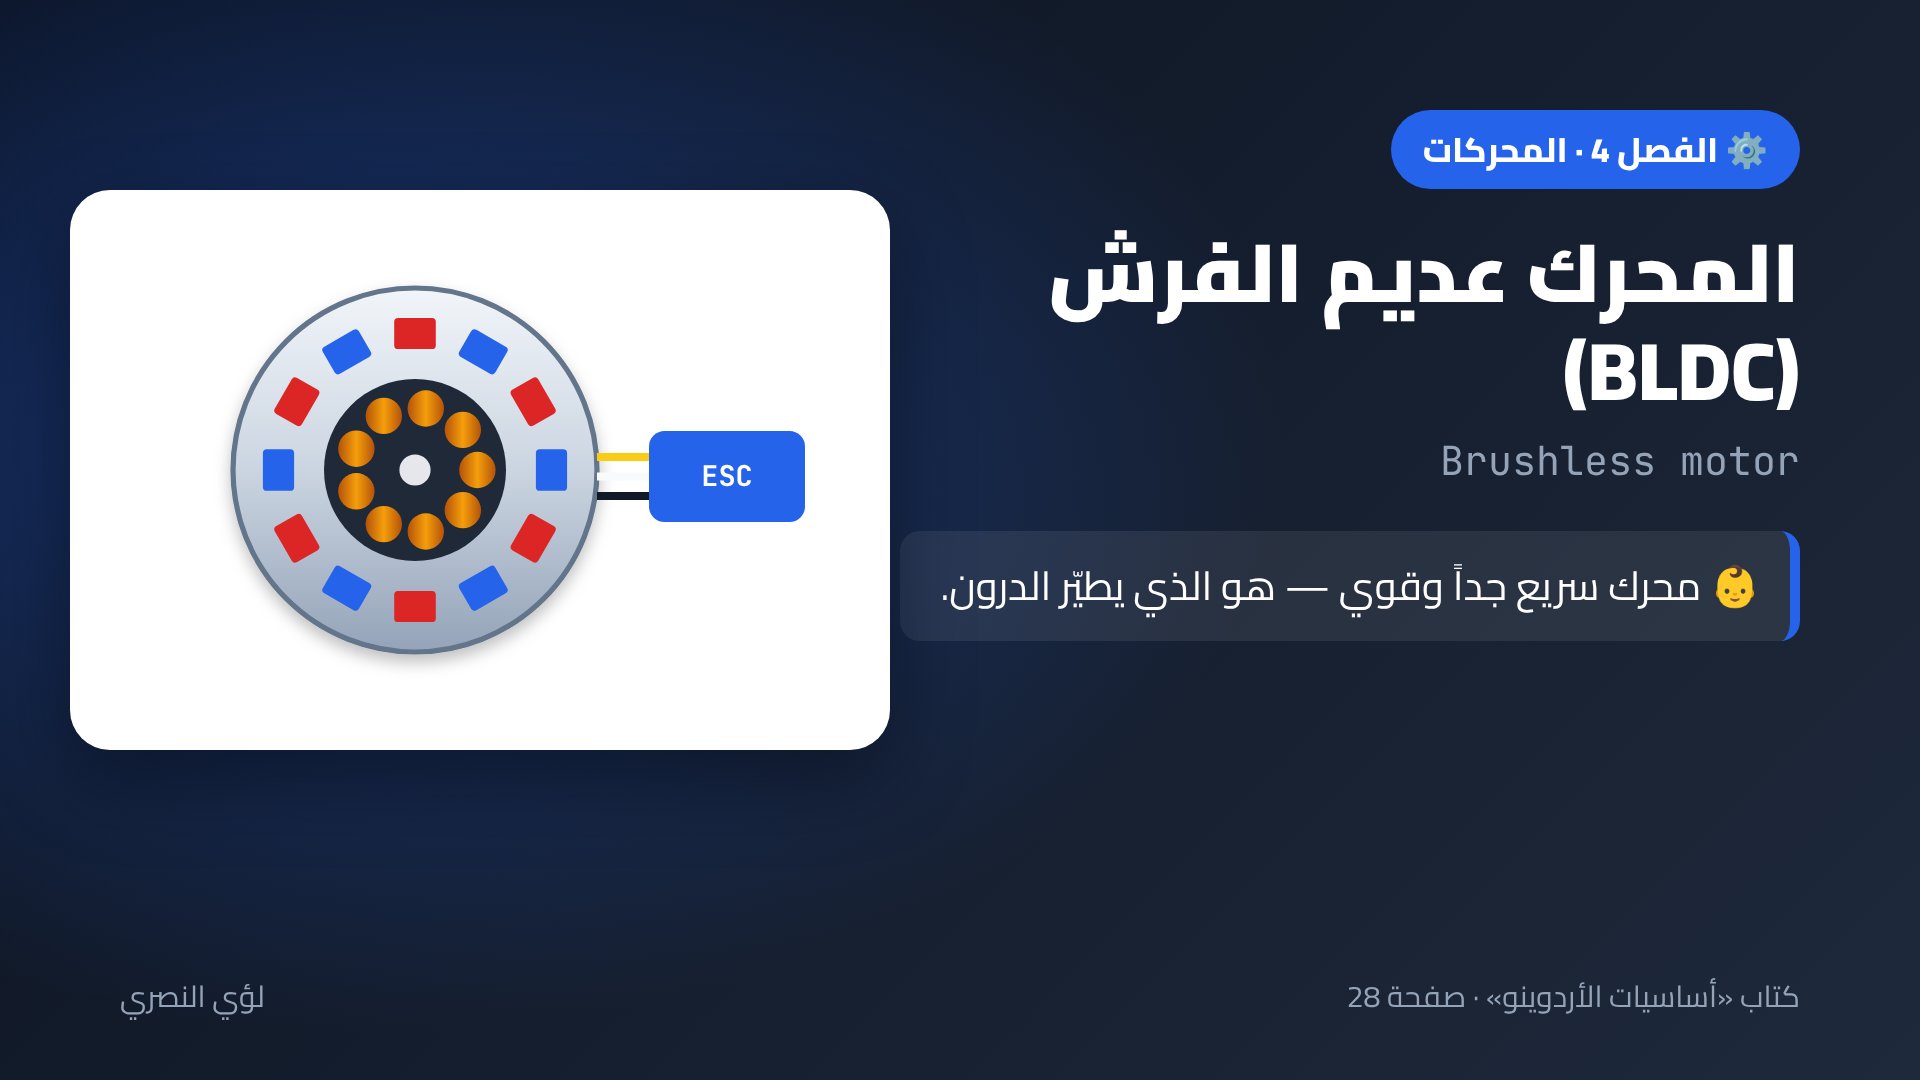 ⚙️ الفصل 4 · المحركات
المحرك عديم الفرش
(BLDC)
Brushless motor
👶 محرك سريع جداً وقوي — هو الذي يطيّر الدرون.
ESC
كتاب «أساسيات الأردوينو» · صفحة 28
لؤي النصري